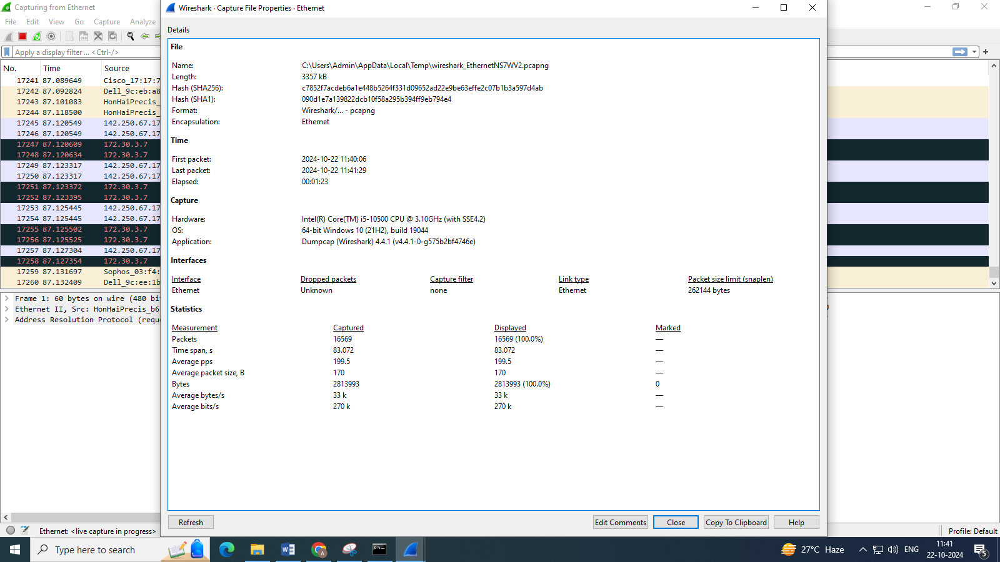 Capturing from Ethernet
File Edit View Go Capture Analyze
Apply a display filter ... <Ctrl-/>
No. Time Source
17241 87.089649 Cisco_17:17:7
17242 87.092824 Dell_9c:eb:a8
17243 87.101083 HonHaiPrecis_
17244 87.118500 HonHaiPrecis_
17245 87.120549 142.250.67.17
17246 87.120549 142.250.67.17
17247 87.120609 172.30.3.7
17248 87.120634 172.30.3.7
17249 87.123317 142.250.67.17
17250 87.123317 142.250.67.17
17251 87.123372 172.30.3.7
17252 87.123395 172.30.3.7
17253 87.125445 142.250.67.17
17254 87.125445 142.250.67.17
17255 87.125502 172.30.3.7
17256 87.125525 172.30.3.7
17257 87.127304 142.250.67.17
17258 87.127354 172.30.3.7
17259 87.131697 Sophos_03:f4:
17260 87.132409 Dell_9c:ee:1b
Frame 1: 60 bytes on wire (480 bi
Ethernet II, Src: HonHaiPrecis_b6
Address Resolution Protocol (requ
Ethernet: <live capture in progress>
Profile: Default
Wireshark · Capture File Properties · Ethernet
Details
File
Name: C:\Users\Admin\AppData\Local\Temp\wireshark_EthernetNS7WV2.pcapng
Length: 3357 kB
Hash (SHA256): c7852f7acdeb6a1e448b5264f331d09652ad22e9be63effe2c07b1b3a597d4ab
Hash (SHA1): 090d1e7a139822dcb10f58a295b394ff9eb794e4
Format: Wireshark/... - pcapng
Encapsulation: Ethernet
Time
First packet: 2024-10-22 11:40:06
Last packet: 2024-10-22 11:41:29
Elapsed: 00:01:23
Capture
Hardware: Intel(R) Core(TM) i5-10500 CPU @ 3.10GHz (with SSE4.2)
OS: 64-bit Windows 10 (21H2), build 19044
Application: Dumpcap (Wireshark) 4.4.1 (v4.4.1-0-g575b2bf4746e)
Interfaces
Interface Dropped packets Capture filter Link type Packet size limit (snaplen)
Ethernet Unknown none Ethernet 262144 bytes
Statistics
Measurement Captured Displayed Marked
Packets 16569 16569 (100.0%) —
Time span, s 83.072 83.072 —
Average pps 199.5 199.5 —
Average packet size, B 170 170 —
Bytes 2813993 2813993 (100.0%) 0
Average bytes/s 33 k 33 k —
Average bits/s 270 k 270 k —
Refresh Edit Comments Close Copy To Clipboard Help
Type here to search
27°C Haze ENG 11:41
22-10-2024 5